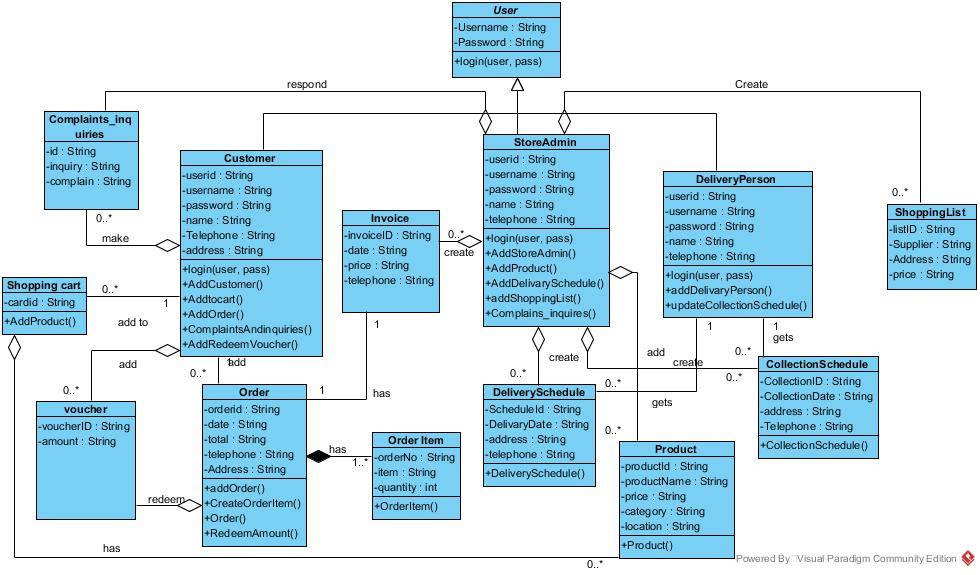 User
-Username : String
-Password : String
+login(user, pass)
respond
Create
Complaints_inq
uiries
-id : String
-inquiry : String
-complain : String
0..*
make
Customer
-userid : String
-username : String
-password : String
-name : String
-Telephone : String
-address : String
+login(user, pass)
+AddCustomer()
+Addtocart()
+AddOrder()
+ComplaintsAndinquiries()
+AddRedeemVoucher()
Invoice
-invoiceID : String
-date : String
-price : String
-telephone : String
0..*
create
1
has
1
StoreAdmin
-userid : String
-username : String
-password : String
-name : String
-telephone : String
+login(user, pass)
+AddStoreAdmin()
+AddProduct()
+AddDeliverySchedule()
+addShoppingList()
+Complains_inquires()
DeliveryPerson
-userid : String
-username : String
-password : String
-name : String
-telephone : String
+login(user, pass)
+addDelivaryPerson()
+updateCollectionSchedule()
0..*
ShoppingList
-listID : String
-Supplier : String
-Address : String
-price : String
Shopping cart
-cardid : String
+AddProduct()
0..*
1
add to
add
0..*
voucher
-voucherID : String
-amount : String
1
add
0..*
Order
-orderid : String
-date : String
-total : String
-telephone : String
-Address : String
+addOrder()
+CreateOrderItem()
+Order()
+RedeemAmount()
redeem
has
1..*
Order Item
-orderNo : String
-item : String
-quantity : int
+OrderItem()
create
0..*
DeliverySchedule
-ScheduleId : String
-DelivaryDate : String
-address : String
-telephone : String
+DeliverySchedule()
add
create
1
1
gets
0..*
0..*
0..*
gets
CollectionSchedule
-CollectionID : String
-CollectionDate : String
-address : String
-Telephone : String
+CollectionSchedule()
0..*
Product
-productId : String
-productName : String
-price : String
-category : String
-location : String
+Product()
has
0..*
Powered By Visual Paradigm Community Edition